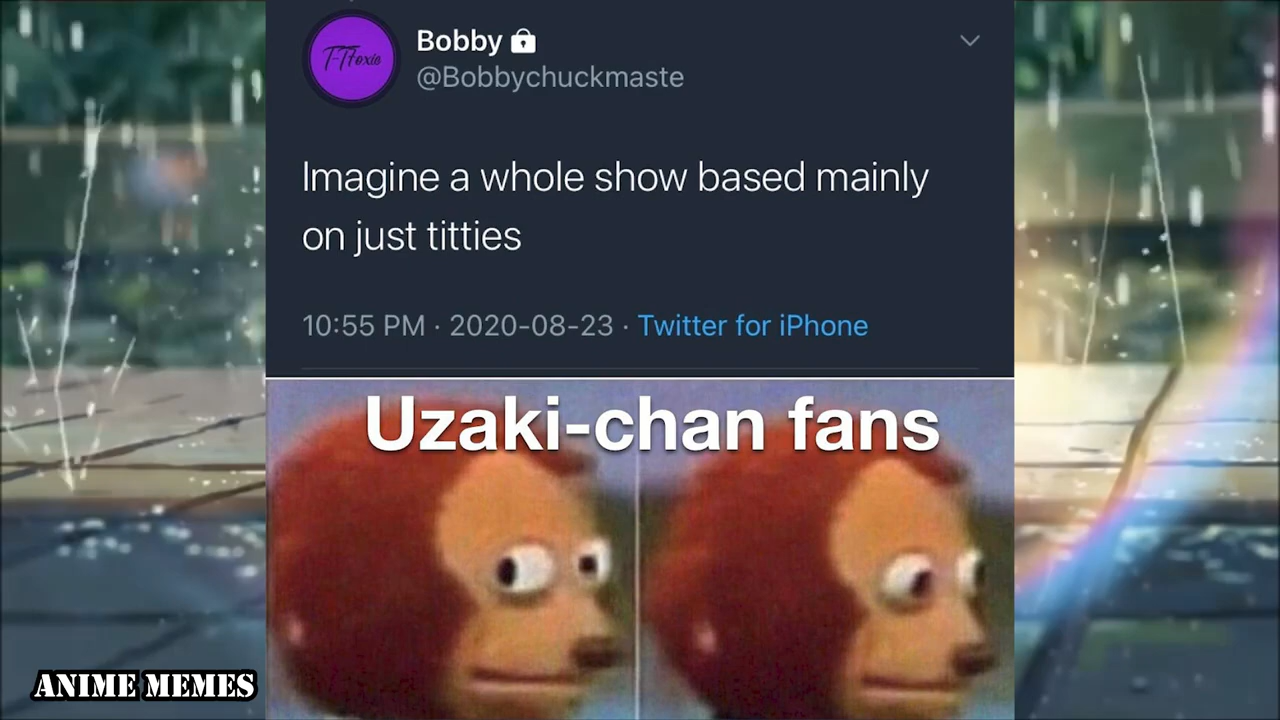 T-TFoxio
Bobby
@Bobbychuckmaste
Imagine a whole show based mainly
on just titties
10:55 PM · 2020-08-23 · Twitter for iPhone
Uzaki-chan fans
ANIME MEMES